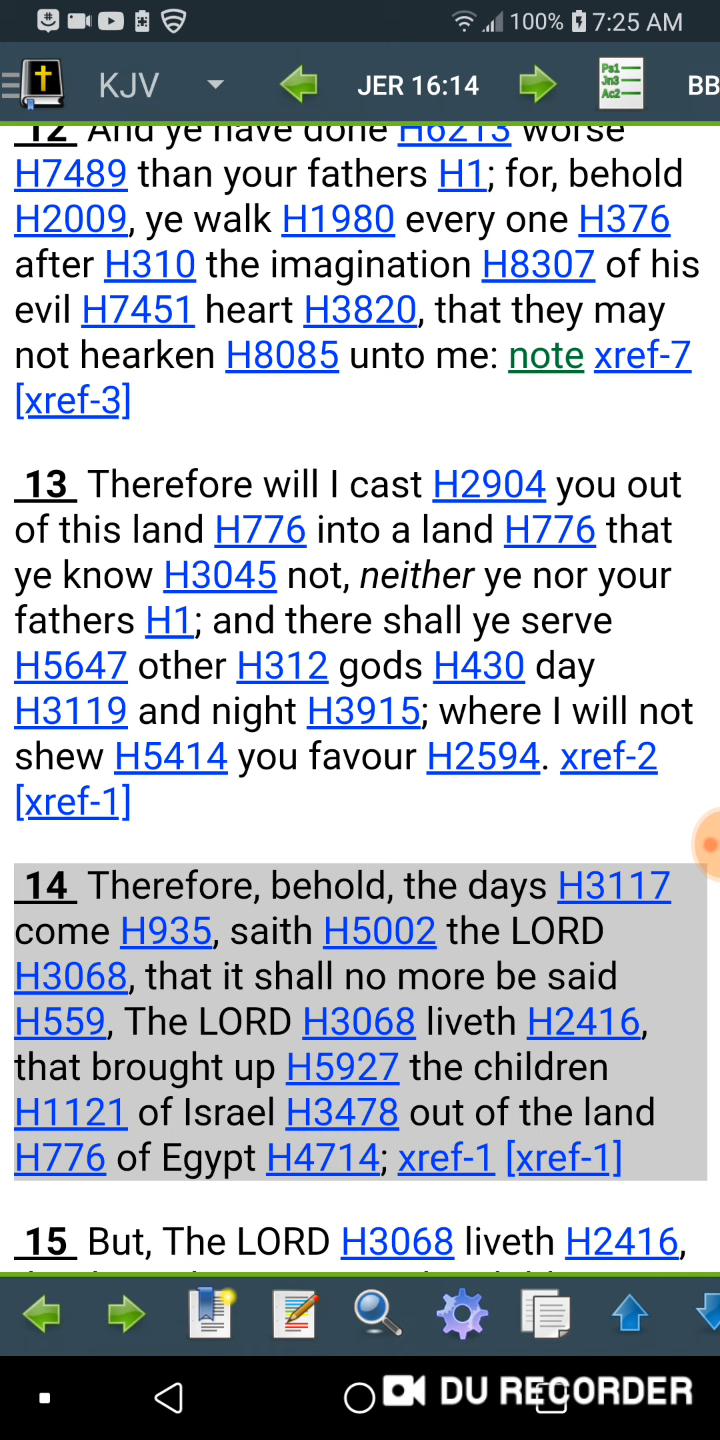 100% 7:25 AM
KJV JER 16:14 Ps1 Jn3 Ac2 BB
12 And ye have done H6213 worse
H7489 than your fathers H1; for, behold
H2009, ye walk H1980 every one H376
after H310 the imagination H8307 of his
evil H7451 heart H3820, that they may
not hearken H8085 unto me: note xref-7
[xref-3]
13 Therefore will I cast H2904 you out
of this land H776 into a land H776 that
ye know H3045 not, neither ye nor your
fathers H1; and there shall ye serve
H5647 other H312 gods H430 day
H3119 and night H3915; where I will not
shew H5414 you favour H2594. xref-2
[xref-1]
14 Therefore, behold, the days H3117
come H935, saith H5002 the LORD
H3068, that it shall no more be said
H559, The LORD H3068 liveth H2416,
that brought up H5927 the children
H1121 of Israel H3478 out of the land
H776 of Egypt H4714; xref-1 [xref-1]
15 But, The LORD H3068 liveth H2416,
DU RECORDER